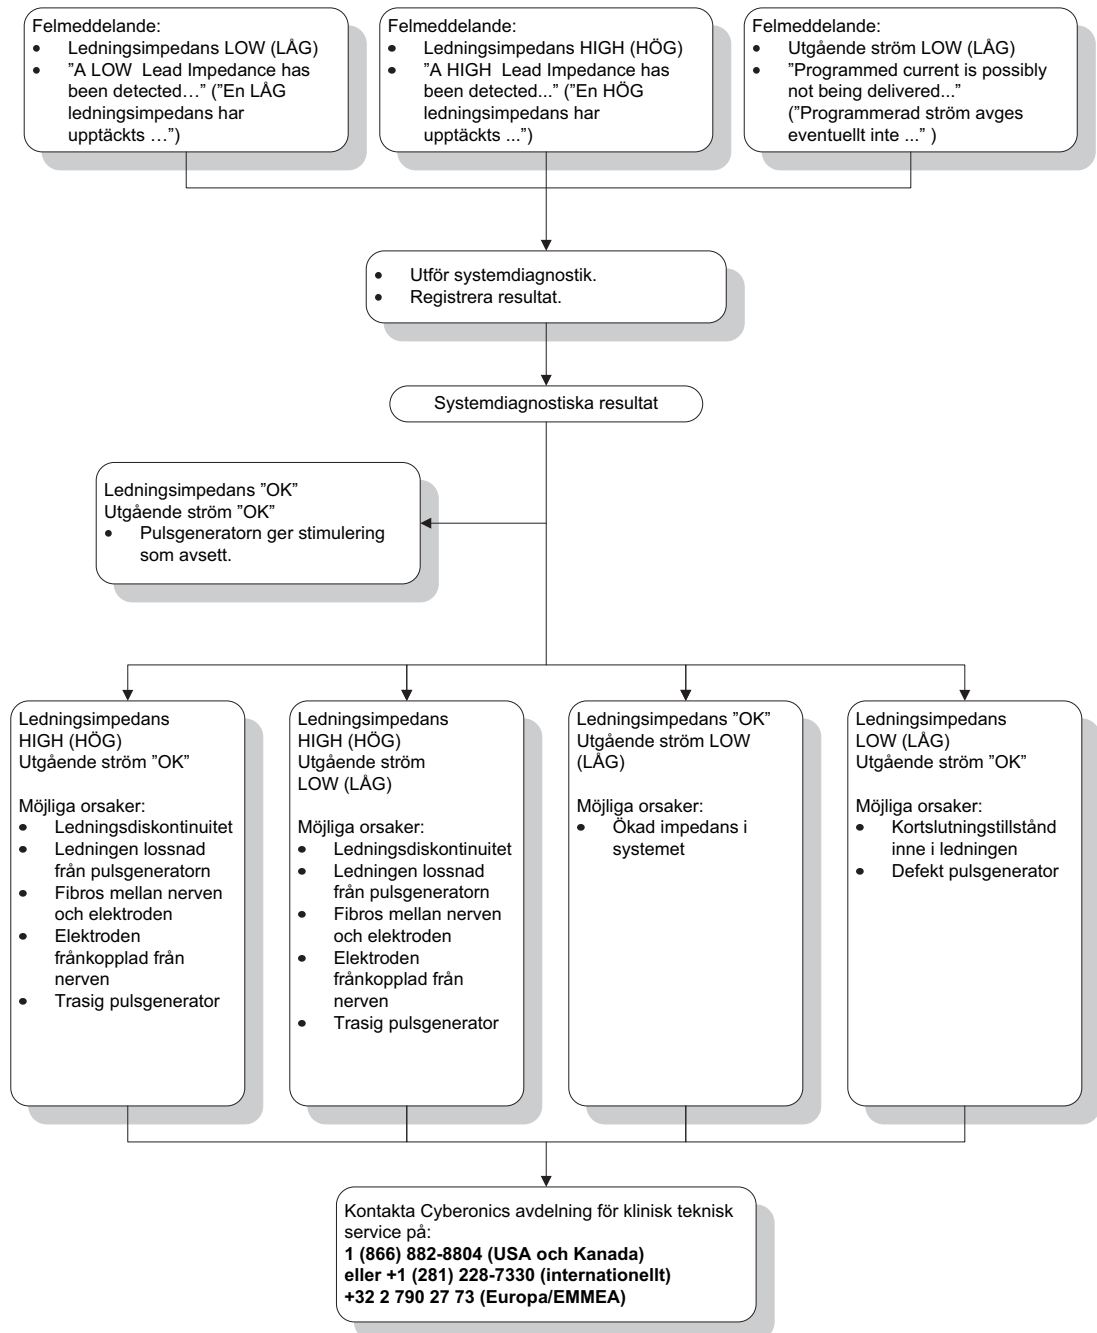 Felmeddelande:
• Ledningsimpedans LOW (LÅG)
• ”A LOW Lead Impedance has
been detected…” (”En LÅG
ledningsimpedans har
upptäckts …”)
Felmeddelande:
• Ledningsimpedans HIGH (HÖG)
• ”A HIGH Lead Impedance has
been detected...” (”En HÖG
ledningsimpedans har
upptäckts ...”)
Felmeddelande:
• Utgående ström LOW (LÅG)
• ”Programmed current is possibly
not being delivered...”
(”Programmerad ström avges
eventuellt inte ...” )
• Utför systemdiagnostik.
• Registrera resultat.
Systemdiagnostiska resultat
Ledningsimpedans ”OK”
Utgående ström ”OK”
• Pulsgeneratorn ger stimulering
som avsett.
Ledningsimpedans
HIGH (HÖG)
Utgående ström ”OK”
Möjliga orsaker:
• Ledningsdiskontinuitet
• Ledningen lossnad
från pulsgeneratorn
• Fibros mellan nerven
och elektroden
• Elektroden
frånkopplad från
nerven
• Trasig pulsgenerator
Ledningsimpedans
HIGH (HÖG)
Utgående ström
LOW (LÅG)
Möjliga orsaker:
• Ledningsdiskontinuitet
• Ledningen lossnad
från pulsgeneratorn
• Fibros mellan nerven
och elektroden
• Elektroden
frånkopplad från
nerven
• Trasig pulsgenerator
Ledningsimpedans ”OK”
Utgående ström LOW
(LÅG)
Möjliga orsaker:
• Ökad impedans i
systemet
Ledningsimpedans
LOW (LÅG)
Utgående ström ”OK”
Möjliga orsaker:
• Kortslutningstillstånd
inne i ledningen
• Defekt pulsgenerator
Kontakta Cyberonics avdelning för klinisk teknisk
service på:
1 (866) 882-8804 (USA och Kanada)
eller +1 (281) 228-7330 (internationellt)
+32 2 790 27 73 (Europa/EMMEA)